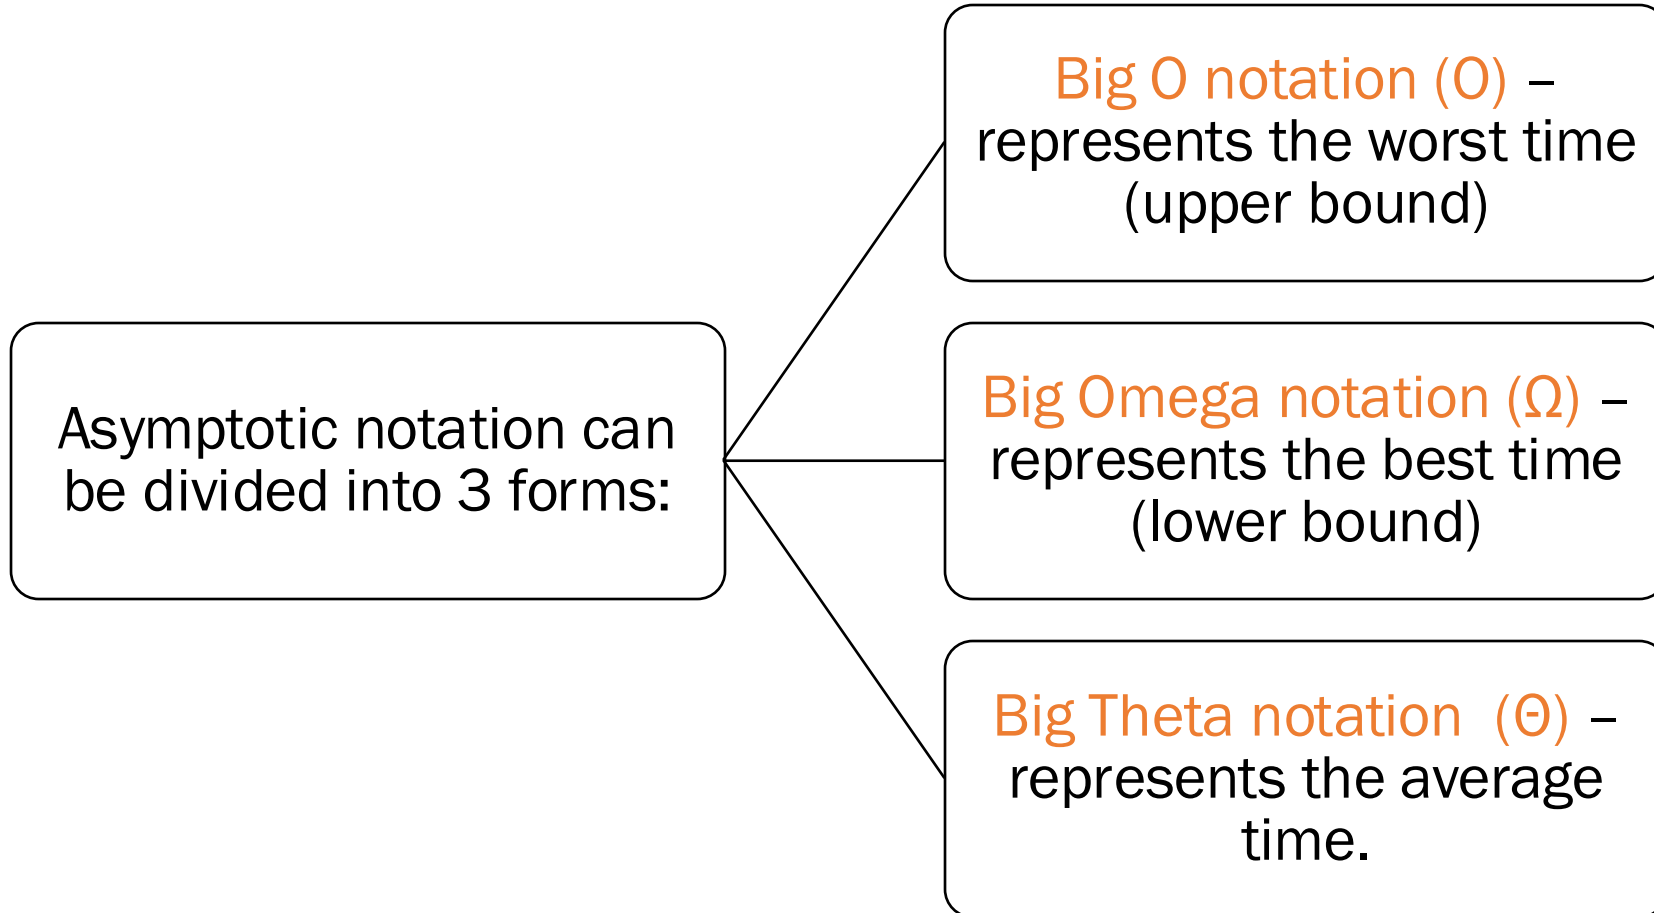 Asymptotic notation can
be divided into 3 forms:
Big O notation (O) –
represents the worst time
(upper bound)
Big Omega notation (Ω) –
represents the best time
(lower bound)
Big Theta notation  (Θ) –
represents the average
time.